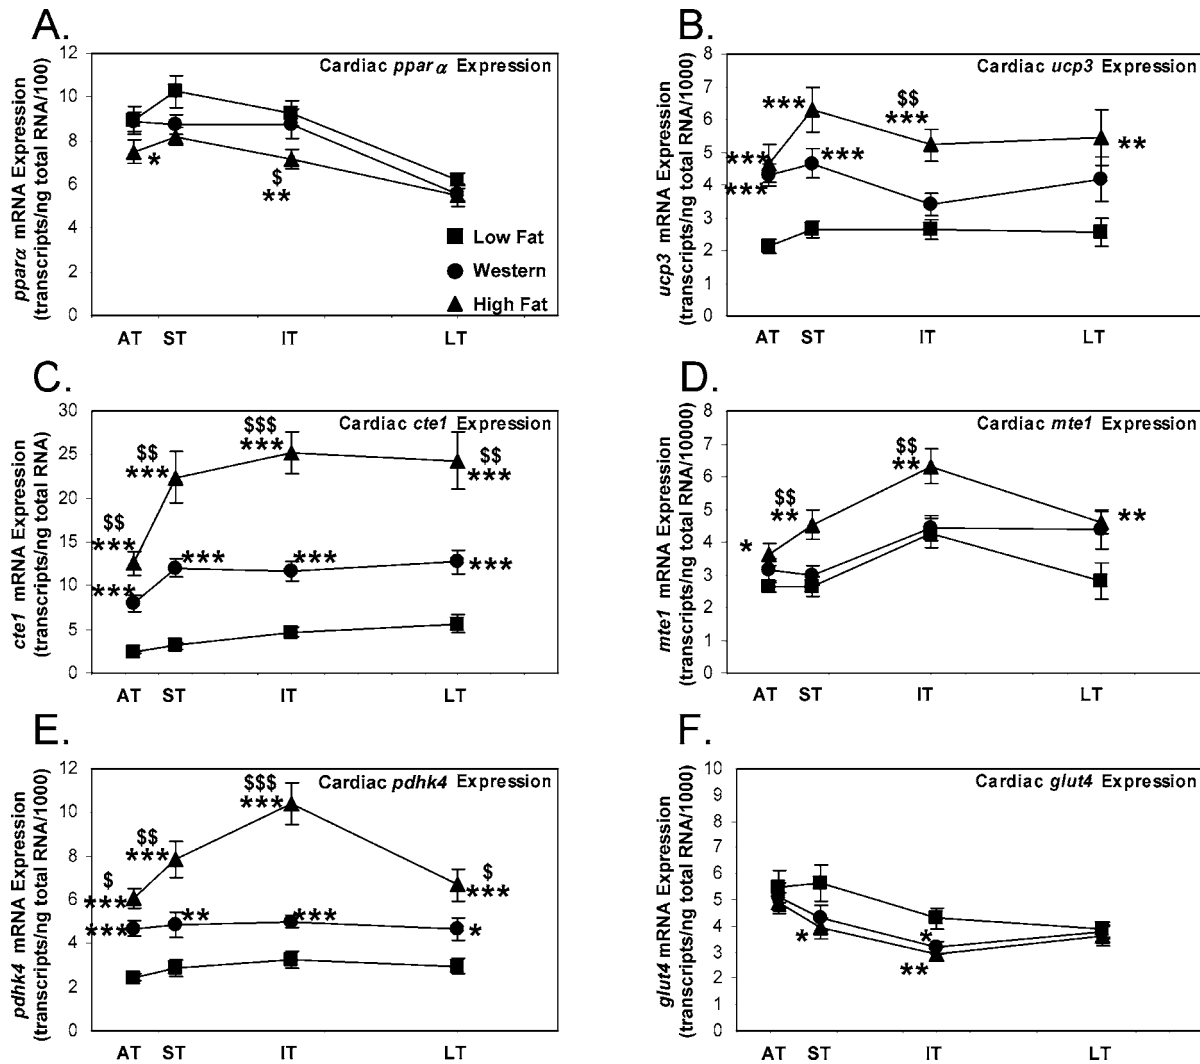 A.
12
10
8
6
4
2
0
pparα mRNA Expression
(transcripts/ng total RNA/100)
Cardiac ppar α Expression
*
$
**
Low Fat
Western
High Fat
AT ST IT LT
B.
8
7
6
5
4
3
2
1
0
ucp3 mRNA Expression
(transcripts/ng total RNA/1000)
Cardiac ucp3 Expression
***
***
***
***
$$
***
**
AT ST IT LT
C.
30
25
20
15
10
5
0
cte1 mRNA Expression
(transcripts/ng total RNA)
Cardiac cte1 Expression
$$
***
***
$$
***
***
$$$
***
***
$$
***
***
AT ST IT LT
D.
8
7
6
5
4
3
2
1
0
mte1 mRNA Expression
(transcripts/ng total RNA/10000)
Cardiac mte1 Expression
*
$$
**
$$
**
**
AT ST IT LT
E.
12
10
8
6
4
2
0
pdhk4 mRNA Expression
(transcripts/ng total RNA/1000)
Cardiac pdhk4 Expression
$
***
***
$$
***
**
$$$
***
***
$
***
*
AT ST IT LT
F.
10
9
8
7
6
5
4
3
2
1
0
glut4 mRNA Expression
(transcripts/ng total RNA/1000)
Cardiac glut4 Expression
*
*
**
AT ST IT LT